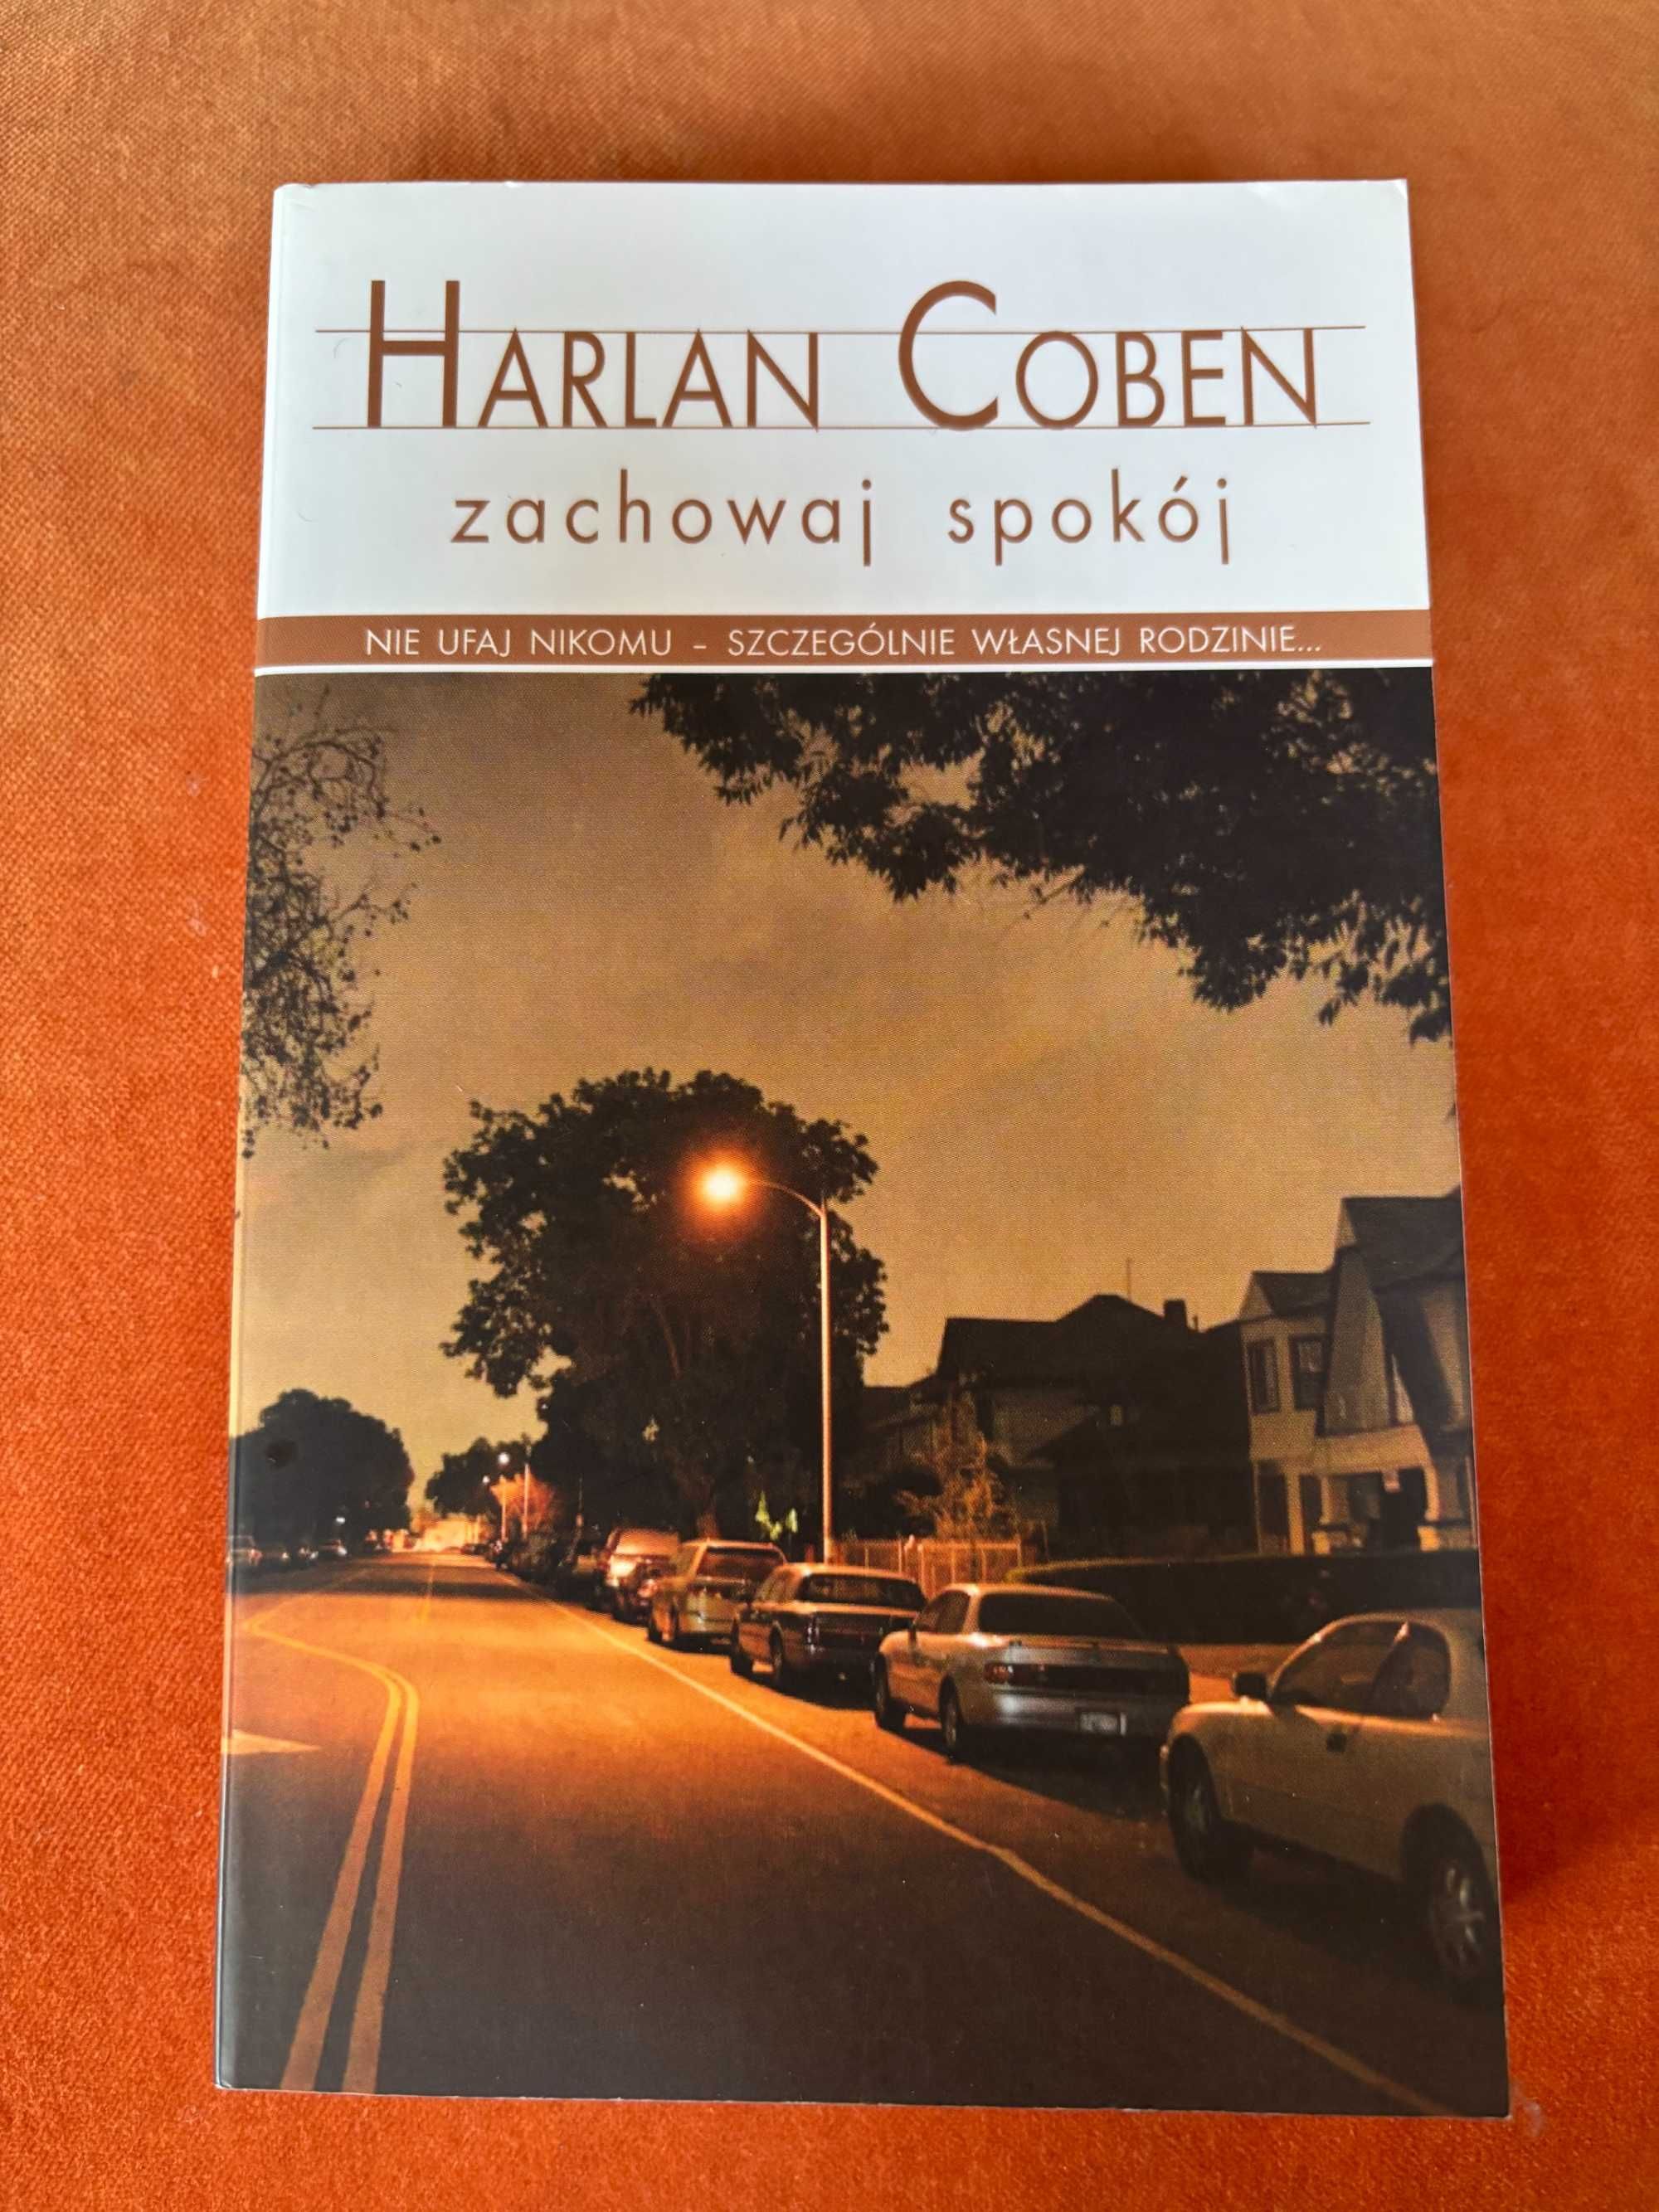 HARLAN COBEN
zachowaj spokój
NIE UFAJ NIKOMU – SZCZEGÓLNIE WŁASNEJ RODZINIE...